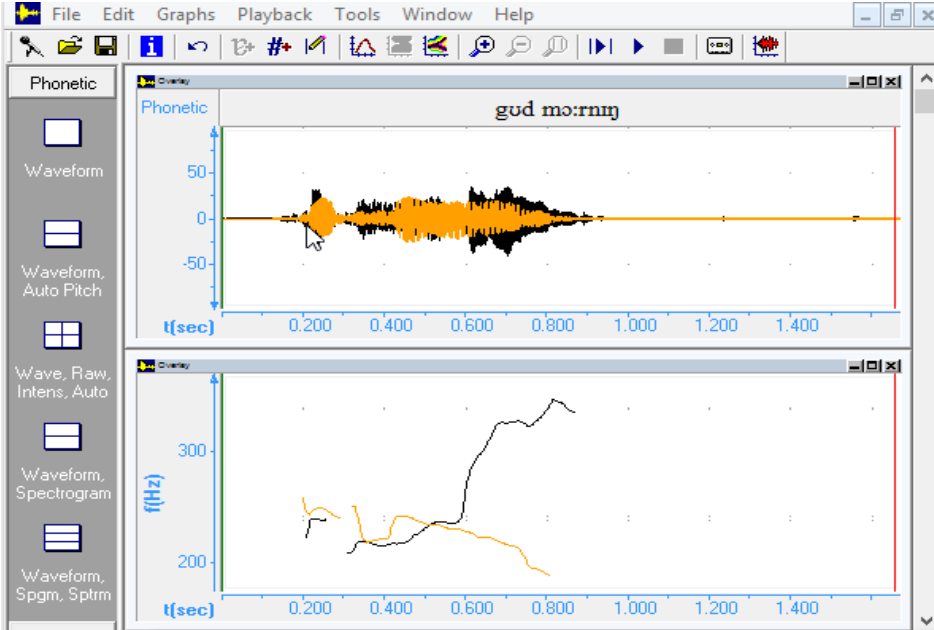 File Edit Graphs Playback Tools Window Help
Phonetic
Waveform
Waveform,
Auto Pitch
Wave, Raw,
Intens, Auto
Waveform,
Spectrogram
Waveform,
Spgm, Sptrm
Overlay
Phonetic
gʊd mɔ:rnɪŋ
50
0
-50
t(sec) 0.200 0.400 0.600 0.800 1.000 1.200 1.400
Overlay
f(Hz)
300
200
t(sec) 0.200 0.400 0.600 0.800 1.000 1.200 1.400